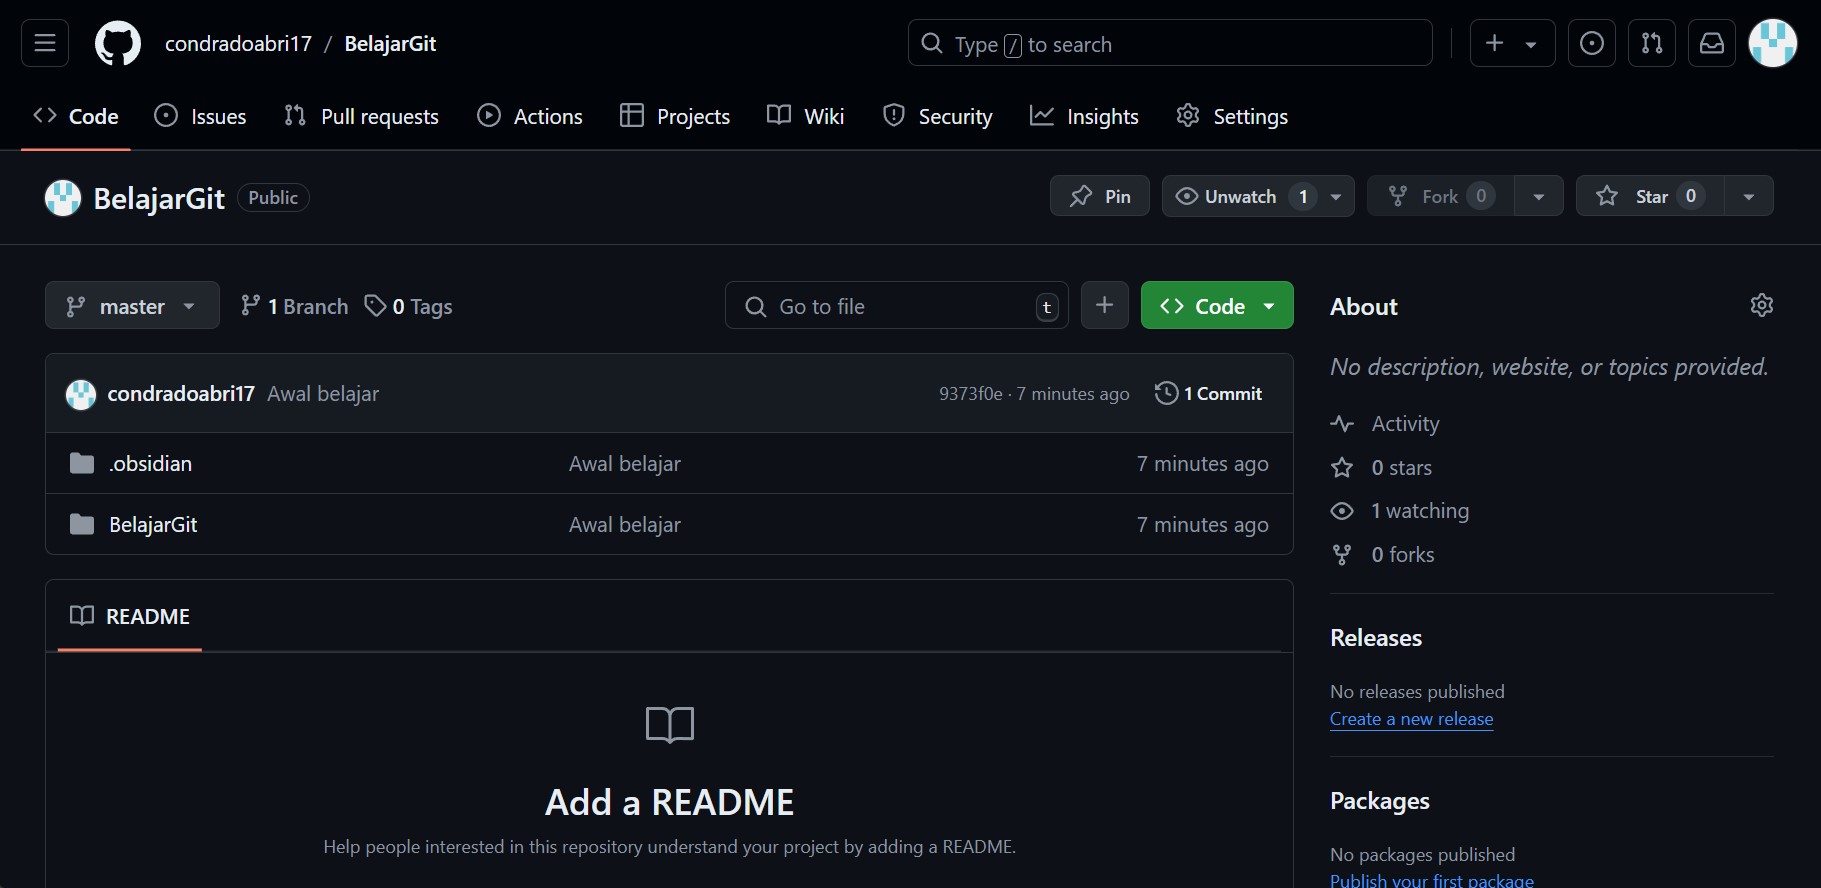 condradoabri17 / BelajarGit
Type / to search
Code Issues Pull requests Actions Projects Wiki Security Insights Settings
BelajarGit Public
Pin Unwatch 1 Fork 0 Star 0
master 1 Branch 0 Tags Go to file t Code
condradoabri17 Awal belajar 9373f0e · 7 minutes ago 1 Commit
.obsidian Awal belajar 7 minutes ago
BelajarGit Awal belajar 7 minutes ago
README
Add a README
Help people interested in this repository understand your project by adding a README.
About
No description, website, or topics provided.
Activity
0 stars
1 watching
0 forks
Releases
No releases published
Create a new release
Packages
No packages published
Publish your first package